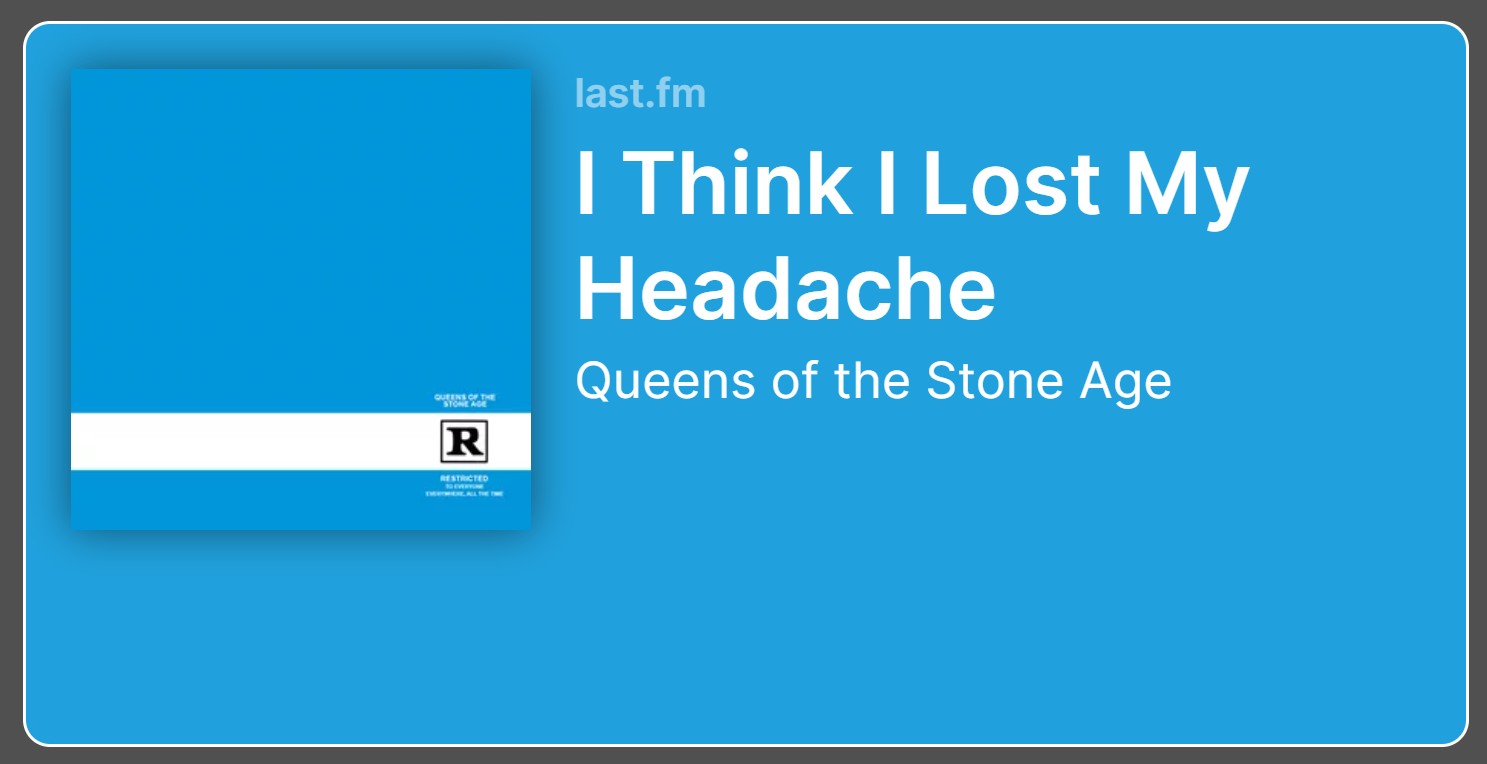 last.fm
I Think I Lost My
Headache
Queens of the Stone Age
QUEENS OF THE
STONE AGE
R
RESTRICTED
TO EVERYONE
EVERYWHERE, ALL THE TIME